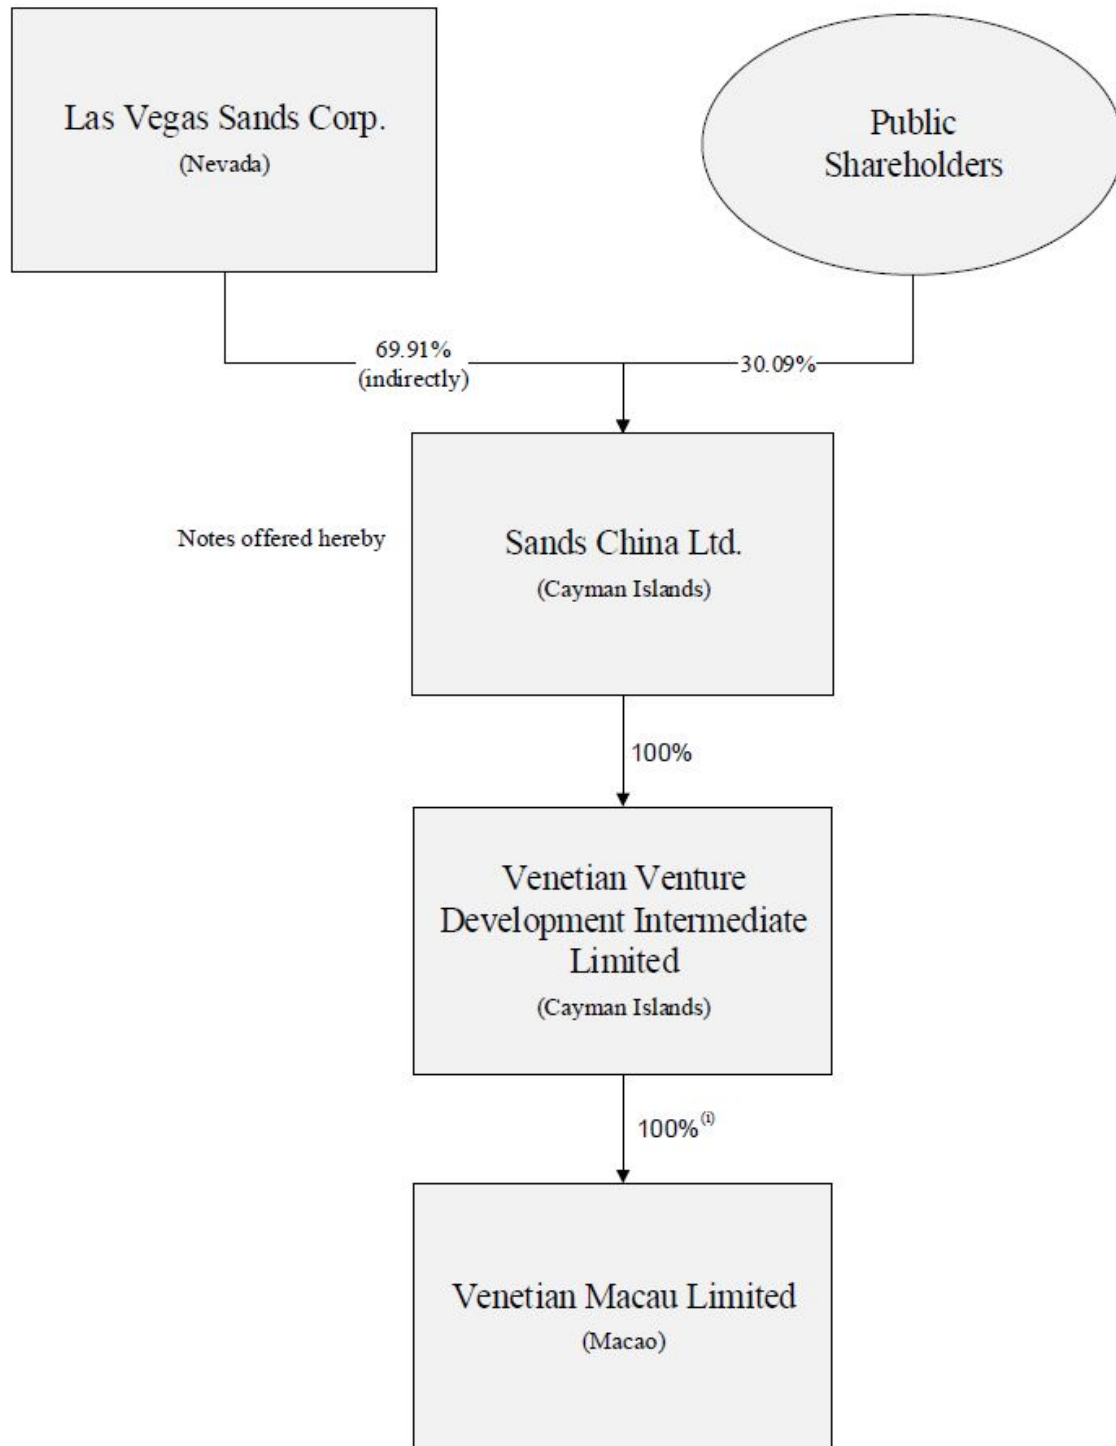 Las Vegas Sands Corp.
(Nevada)
Public
Shareholders
69.91%
(indirectly)
30.09%
Notes offered hereby
Sands China Ltd.
(Cayman Islands)
100%
Venetian Venture
Development Intermediate
Limited
(Cayman Islands)
100%(i)
Venetian Macau Limited
(Macao)